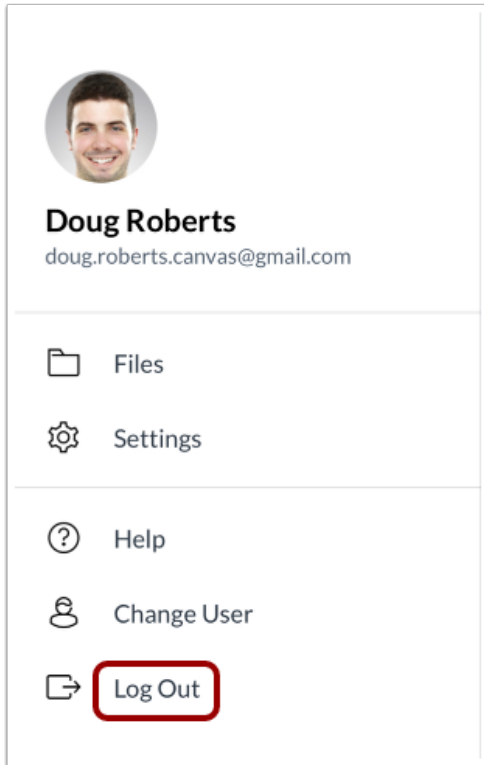 Doug Roberts
doug.roberts.canvas@gmail.com
Files
Settings
Help
Change User
Log Out